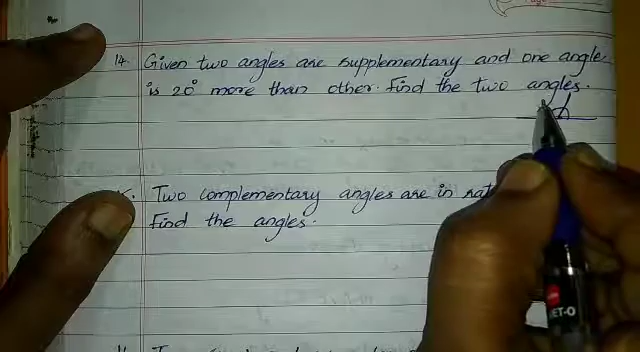 14. Given two angles are supplementary and one angle
is 20° more than other. Find the two angles.
Two complementary angles are in
Find the angles.